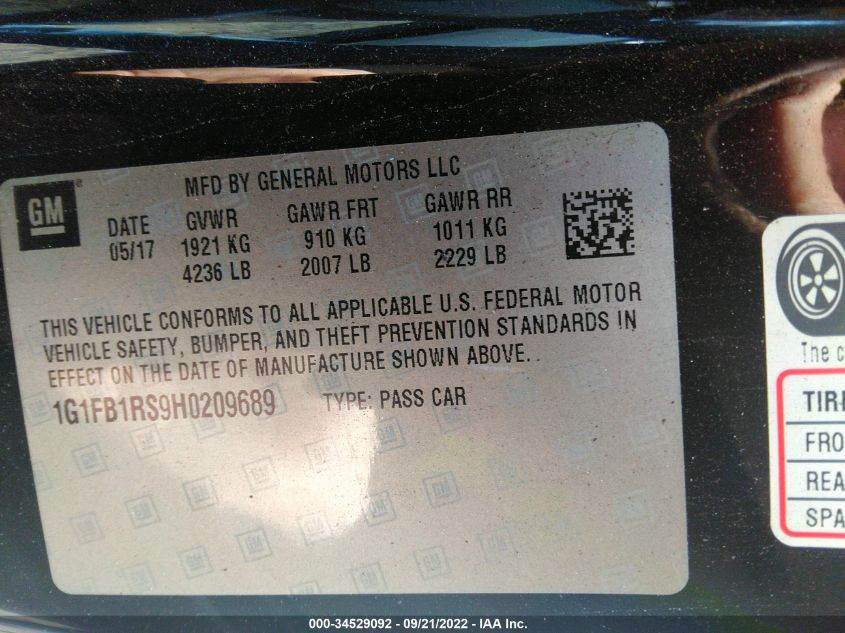 GM
MFD BY GENERAL MOTORS LLC
DATE GVWR GAWR FRT GAWR RR
05/17 1921 KG 910 KG 1011 KG
4236 LB 2007 LB 2229 LB
THIS VEHICLE CONFORMS TO ALL APPLICABLE U.S. FEDERAL MOTOR
VEHICLE SAFETY, BUMPER, AND THEFT PREVENTION STANDARDS IN
EFFECT ON THE DATE OF MANUFACTURE SHOWN ABOVE.
1G1FB1RS9H0209689 TYPE: PASS CAR
The c
TIR
FRO
REA
SPA
000-34529092 - 09/21/2022 - IAA Inc.